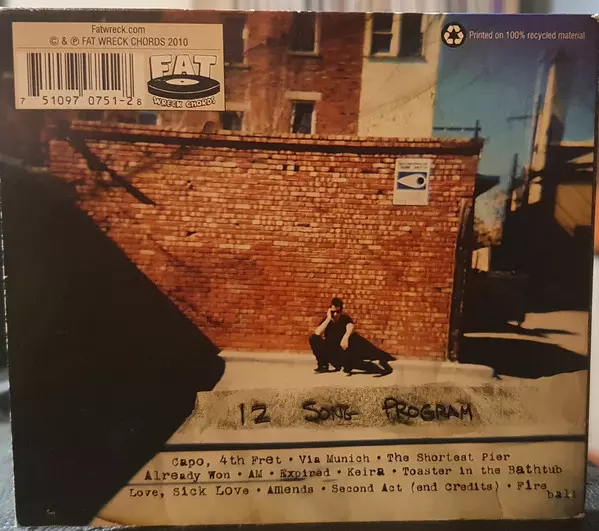 Fatwreck.com
© & ℗ FAT WRECK CHORDS 2010
FAT
WRECK CHORDS
7 51097 0751-2 8
Printed on 100% recycled material
12 SONG PROGRAM
Capo, 4th Fret • Via Munich • The Shortest Pier
Already Won • AM • Expired • Keira • Toaster in the Bathtub
Love, Sick Love • Amends • Second Act (end Credits) • Fire
ball